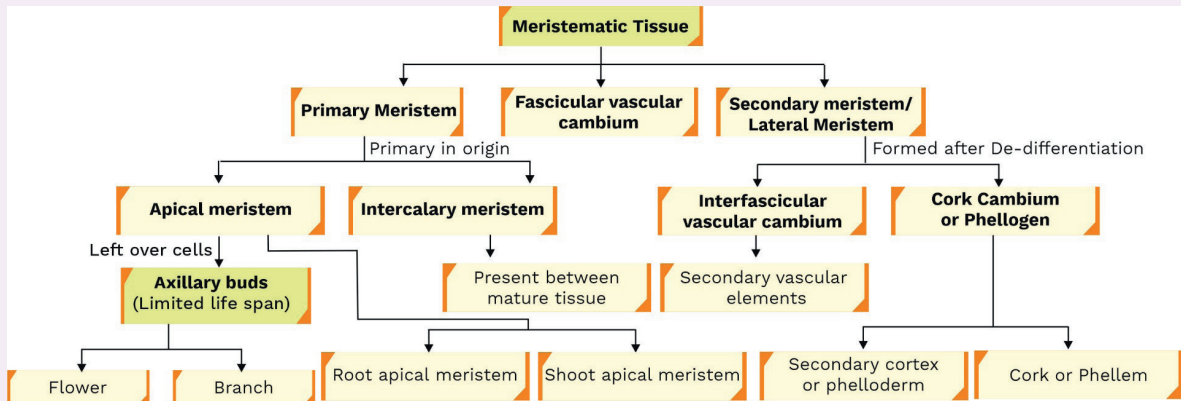 Meristematic Tissue
Primary Meristem
Fascicular vascular
cambium
Secondary meristem/
Lateral Meristem
Primary in origin
Formed after De-differentiation
Apical meristem
Intercalary meristem
Interfascicular
vascular cambium
Cork Cambium
or Phellogen
Left over cells
Axillary buds
(Limited life span)
Present between
mature tissue
Secondary vascular
elements
Flower
Branch
Root apical meristem
Shoot apical meristem
Secondary cortex
or phelloderm
Cork or Phellem